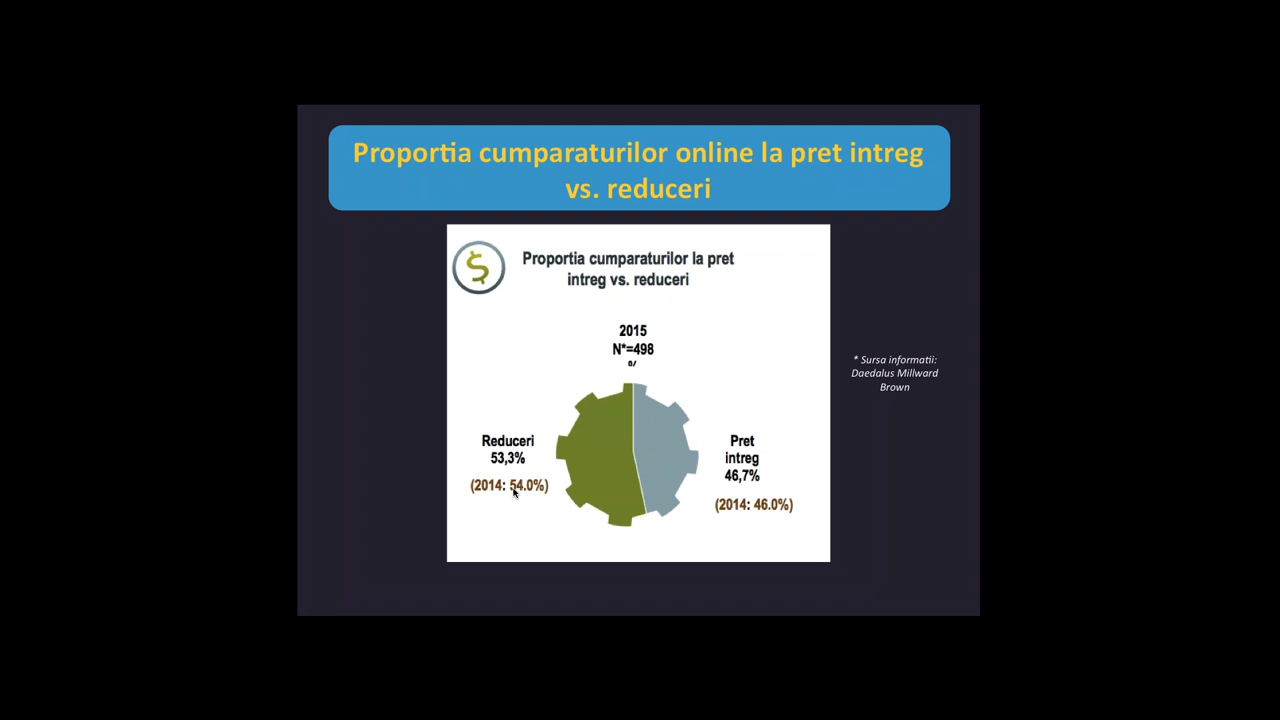 Proportia cumparaturilor online la pret intreg
vs. reduceri
Proportia cumparaturilor la pret
intreg vs. reduceri
2015
N*=498
Reduceri
53,3%
(2014: 54.0%)
Pret
intreg
46,7%
(2014: 46.0%)
* Sursa informatii:
Daedalus Millward
Brown